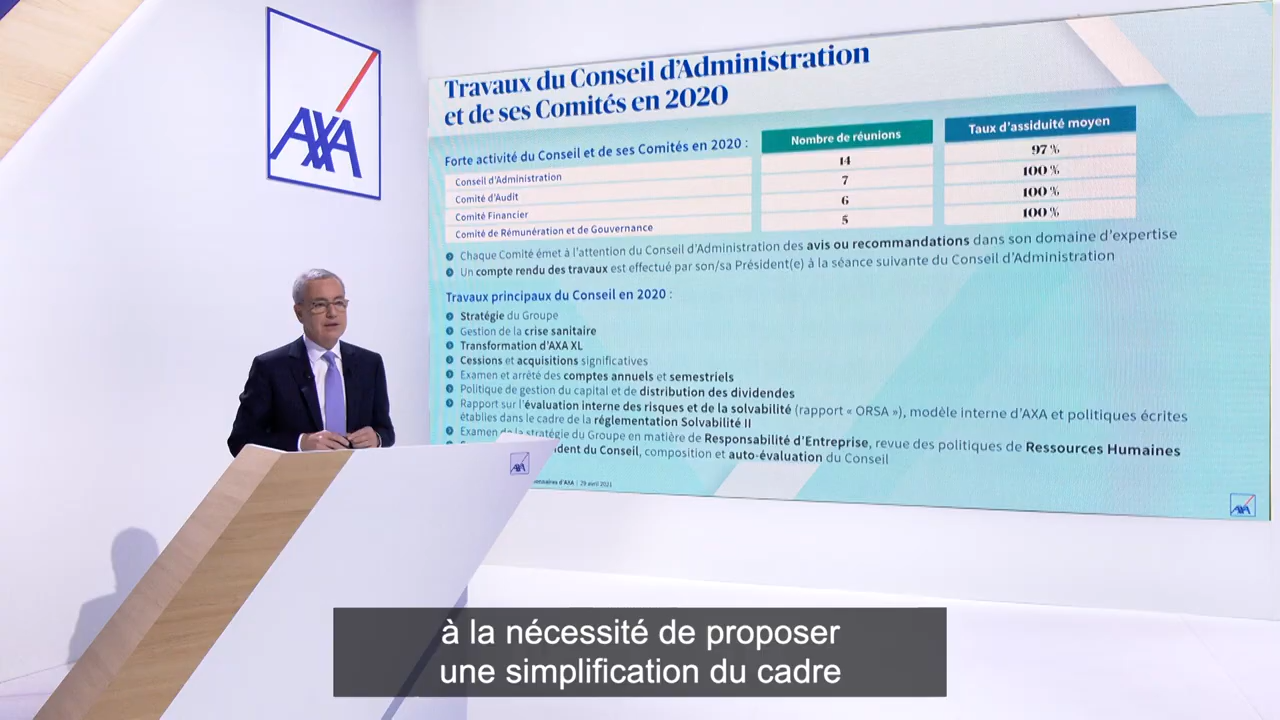 AXA
Travaux du Conseil d'Administration
et de ses Comités en 2020
Forte activité du Conseil et de ses Comités en 2020 :
Nombre de réunions
Taux d'assiduité moyen
Conseil d'Administration 14 97 %
Comité d'Audit 7 100 %
Comité Financier 6 100 %
Comité de Rémunération et de Gouvernance 5 100 %
Chaque Comité émet à l'attention du Conseil d'Administration des avis ou recommandations dans son domaine d'expertise
Un compte rendu des travaux est effectué par son/sa Président(e) à la séance suivante du Conseil d'Administration
Travaux principaux du Conseil en 2020 :
Stratégie du Groupe
Gestion de la crise sanitaire
Transformation d'AXA XL
Cessions et acquisitions significatives
Examen et arrêté des comptes annuels et semestriels
Politique de gestion du capital et de distribution des dividendes
Rapport sur l'évaluation interne des risques et de la solvabilité (rapport « ORSA »), modèle interne d'AXA et politiques écrites
établies dans le cadre de la réglementation Solvabilité II
Examen de la stratégie du Groupe en matière de Responsabilité d'Entreprise, revue des politiques de Ressources Humaines
du Conseil, composition et auto-évaluation du Conseil
d'AXA | 29 avril 2021
AXA
AXA
à la nécessité de proposer
une simplification du cadre